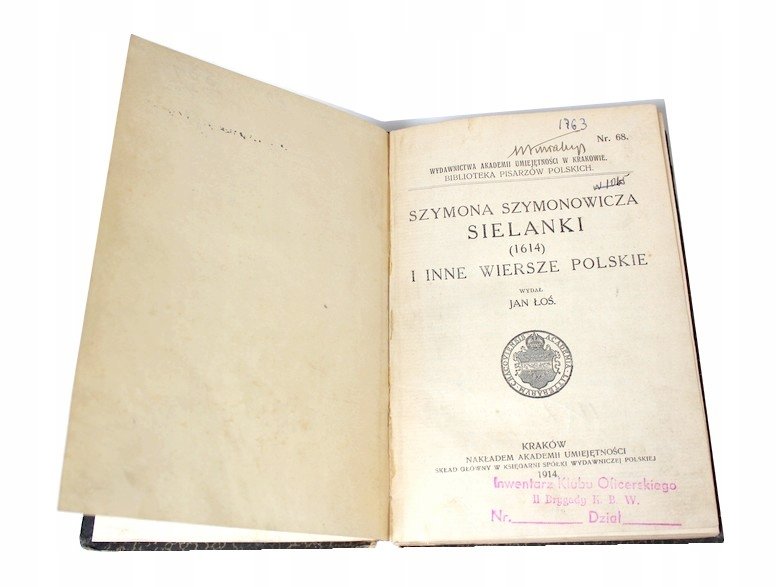 1763
Nr. 68.
WYDAWNICTWA AKADEMII UMIEJĘTNOŚCI W KRAKOWIE.
BIBLIOTEKA PISARZÓW POLSKICH.
SZYMONA SZYMONOWICZA
SIELANKI
(1614)
I INNE WIERSZE POLSKIE
WYDAŁ
JAN ŁOŚ.
KRAKÓW
NAKŁADEM AKADEMII UMIEJĘTNOŚCI
SKŁAD GŁÓWNY W KSIĘGARNI SPÓŁKI WYDAWNICZEJ POLSKIEJ
1914.
Inwentarz Klubu Oficerskiego
II Brygady K. B. W.
Nr. Dział